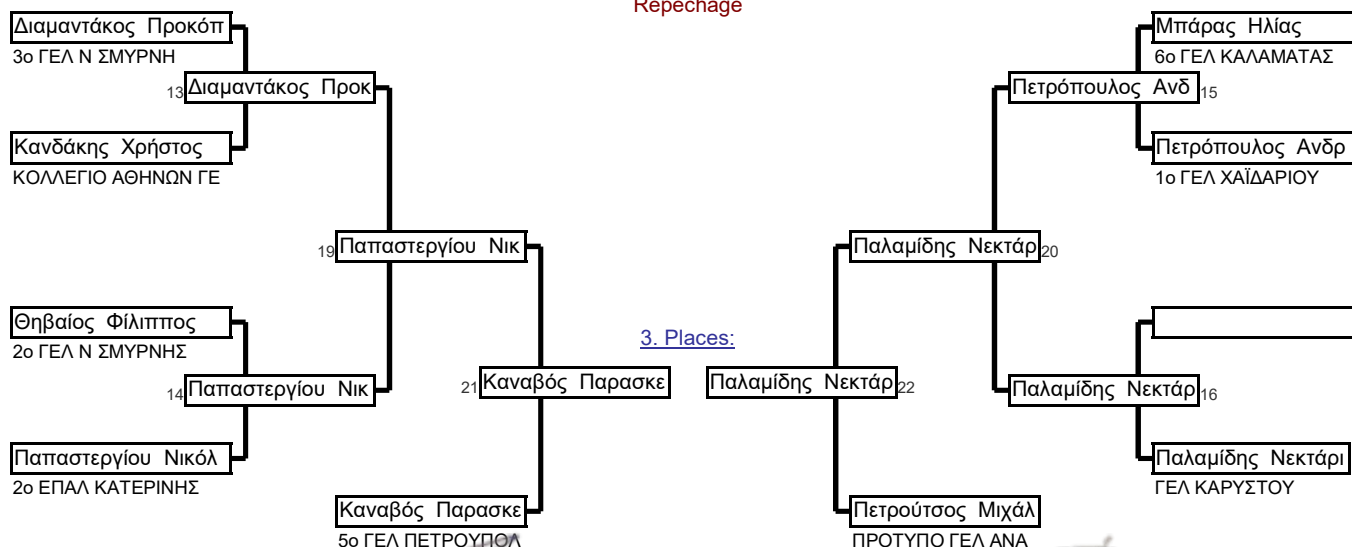 Repechage
Διαμαντάκος Προκόπ
3ο ΓΕΛ Ν ΣΜΥΡΝΗ
13 Διαμαντάκος Προκ
Κανδάκης Χρήστος
ΚΟΛΛΕΓΙΟ ΑΘΗΝΩΝ ΓΕ
19 Παπαστεργίου Νικ
Θηβαίος Φίλιππος
2ο ΓΕΛ Ν ΣΜΥΡΝΗΣ
14 Παπαστεργίου Νικ
Παπαστεργίου Νικόλ
2ο ΕΠΑΛ ΚΑΤΕΡΙΝΗΣ
21 Καναβός Παρασκε
Καναβός Παρασκε
5ο ΓΕΛ ΠΕΤΡΟΥΠΟΛ
3. Places:
Μπάρας Ηλίας
6ο ΓΕΛ ΚΑΛΑΜΑΤΑΣ
Πετρόπουλος Ανδ 15
Πετρόπουλος Ανδρ
1ο ΓΕΛ ΧΑΪΔΑΡΙΟΥ
Παλαμίδης Νεκτάρ 20
Παλαμίδης Νεκτάρ 16
Παλαμίδης Νεκτάρι
ΓΕΛ ΚΑΡΥΣΤΟΥ
Παλαμίδης Νεκτάρ 22
Πετρούτσος Μιχάλ
ΠΡΟΤΥΠΟ ΓΕΛ ΑΝΑ